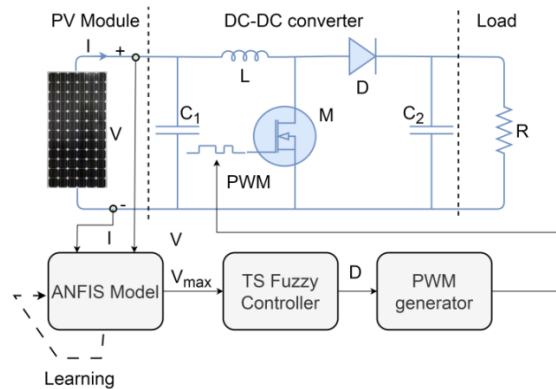 PV Module
DC-DC converter
Load
I
+
L
D
C1
M
C2
R
V
PWM
-
I
V
ANFIS Model
Vmax
TS Fuzzy
Controller
D
PWM
generator
Learning